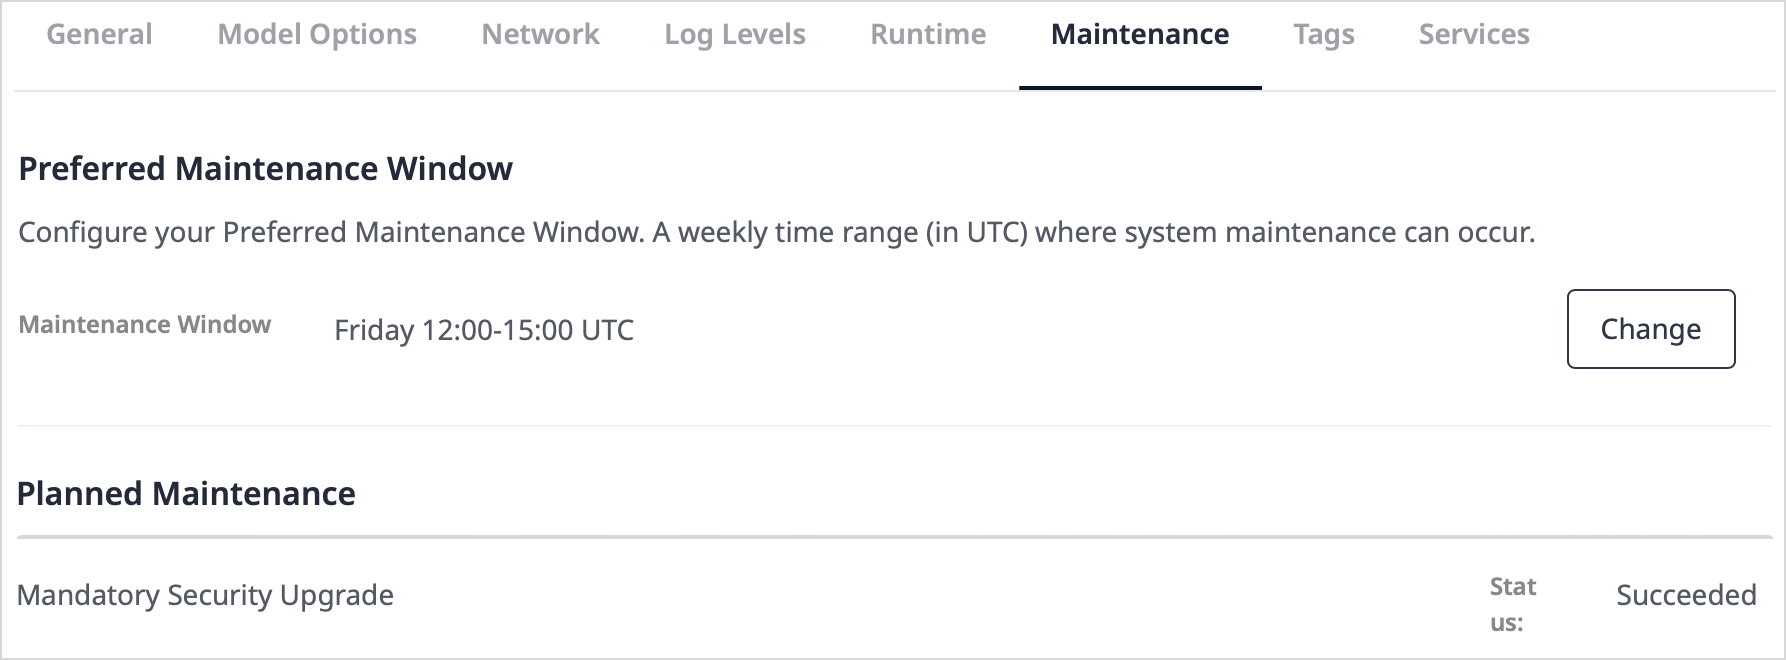 General Model Options Network Log Levels Runtime Maintenance Tags Services
Preferred Maintenance Window
Configure your Preferred Maintenance Window. A weekly time range (in UTC) where system maintenance can occur.
Maintenance Window Friday 12:00-15:00 UTC Change
Planned Maintenance
Mandatory Security Upgrade
Stat
us:
Succeeded